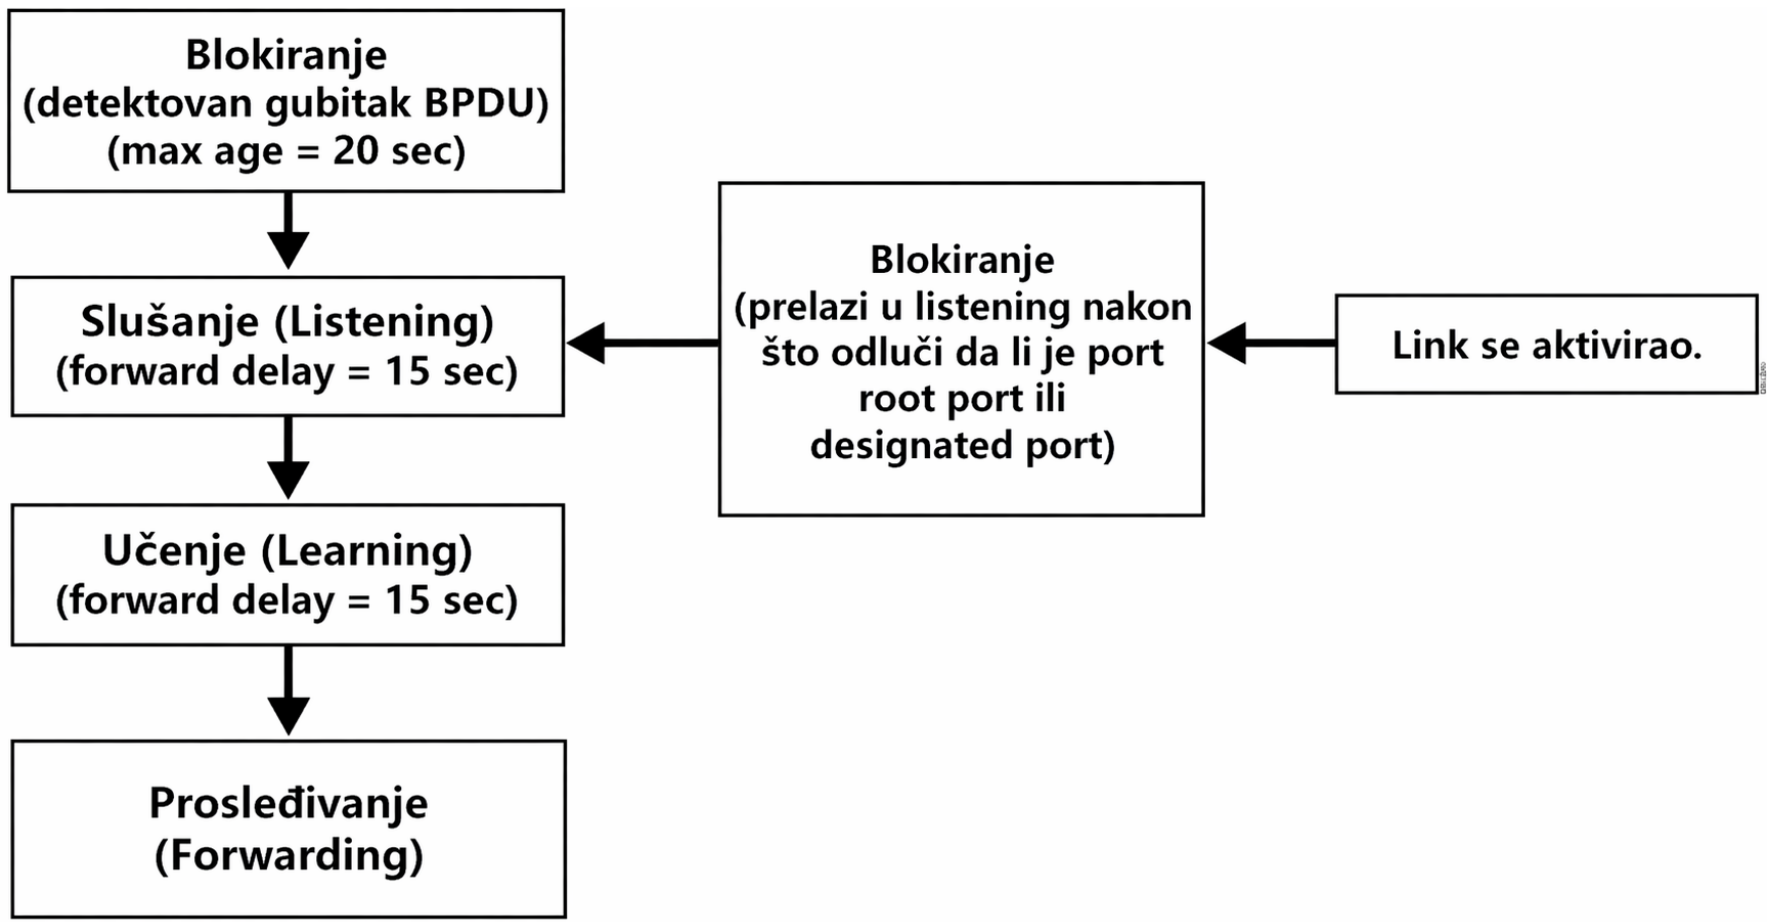 Blokiranje
(detektovan gubitak BPDU)
(max age = 20 sec)
Slušanje (Listening)
(forward delay = 15 sec)
Učenje (Learning)
(forward delay = 15 sec)
Prosleđivanje
(Forwarding)
Blokiranje
(prelazi u listening nakon
što odluči da li je port
root port ili
designated port)
Link se aktivirao.